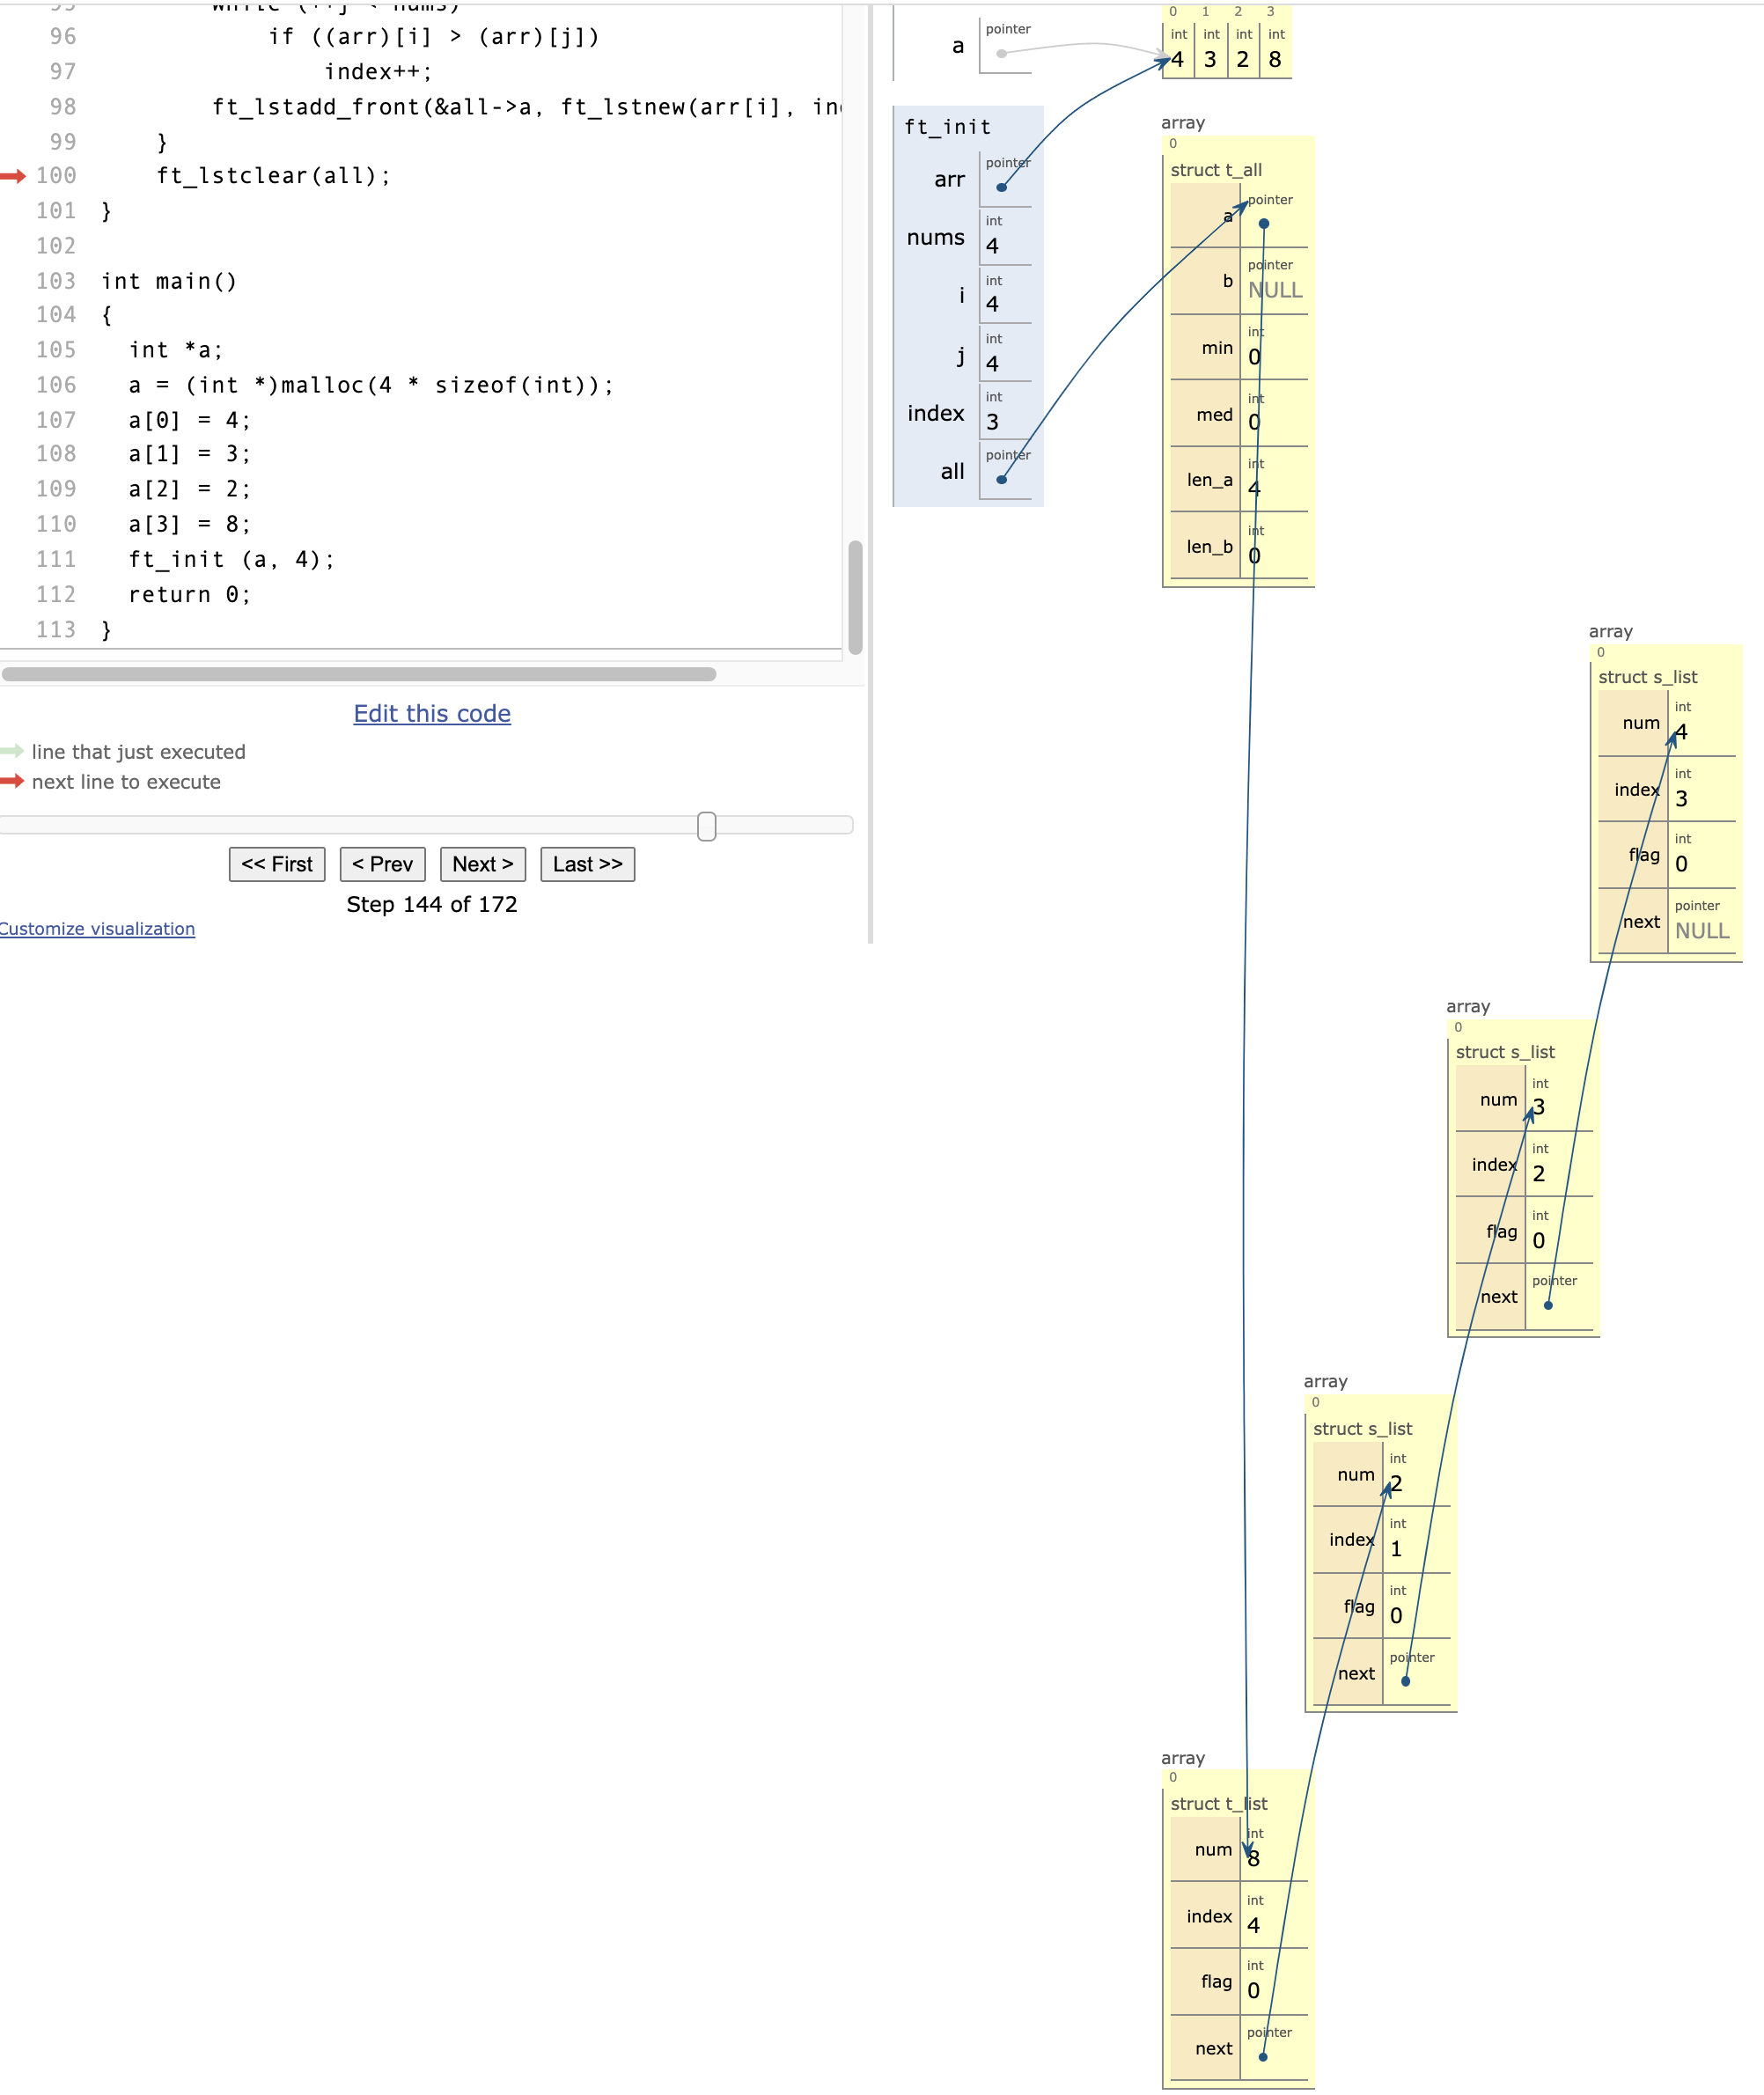 95 while (++j < nums)
96 if ((arr)[i] > (arr)[j])
97 index++;
98 ft_lstadd_front(&all->a, ft_lstnew(arr[i], in
99 }
100 ft_lstclear(all);
101 }
102
103 int main()
104 {
105 int *a;
106 a = (int *)malloc(4 * sizeof(int));
107 a[0] = 4;
108 a[1] = 3;
109 a[2] = 2;
110 a[3] = 8;
111 ft_init (a, 4);
112 return 0;
113 }
Edit this code
line that just executed
next line to execute
<< First < Prev Next > Last >>
Step 144 of 172
Customize visualization
a pointer
0 1 2 3
int int int int
4 3 2 8
ft_init
arr pointer
nums int 4
i int 4
j int 4
index int 3
all pointer
array
0
struct t_all
a pointer
b pointer NULL
min int 0
med int 0
len_a int 4
len_b int 0
array
0
struct s_list
num int 4
index int 3
flag int 0
next pointer NULL
array
0
struct s_list
num int 3
index int 2
flag int 0
next pointer
array
0
struct s_list
num int 2
index int 1
flag int 0
next pointer
array
0
struct t_list
num int 8
index int 4
flag int 0
next pointer